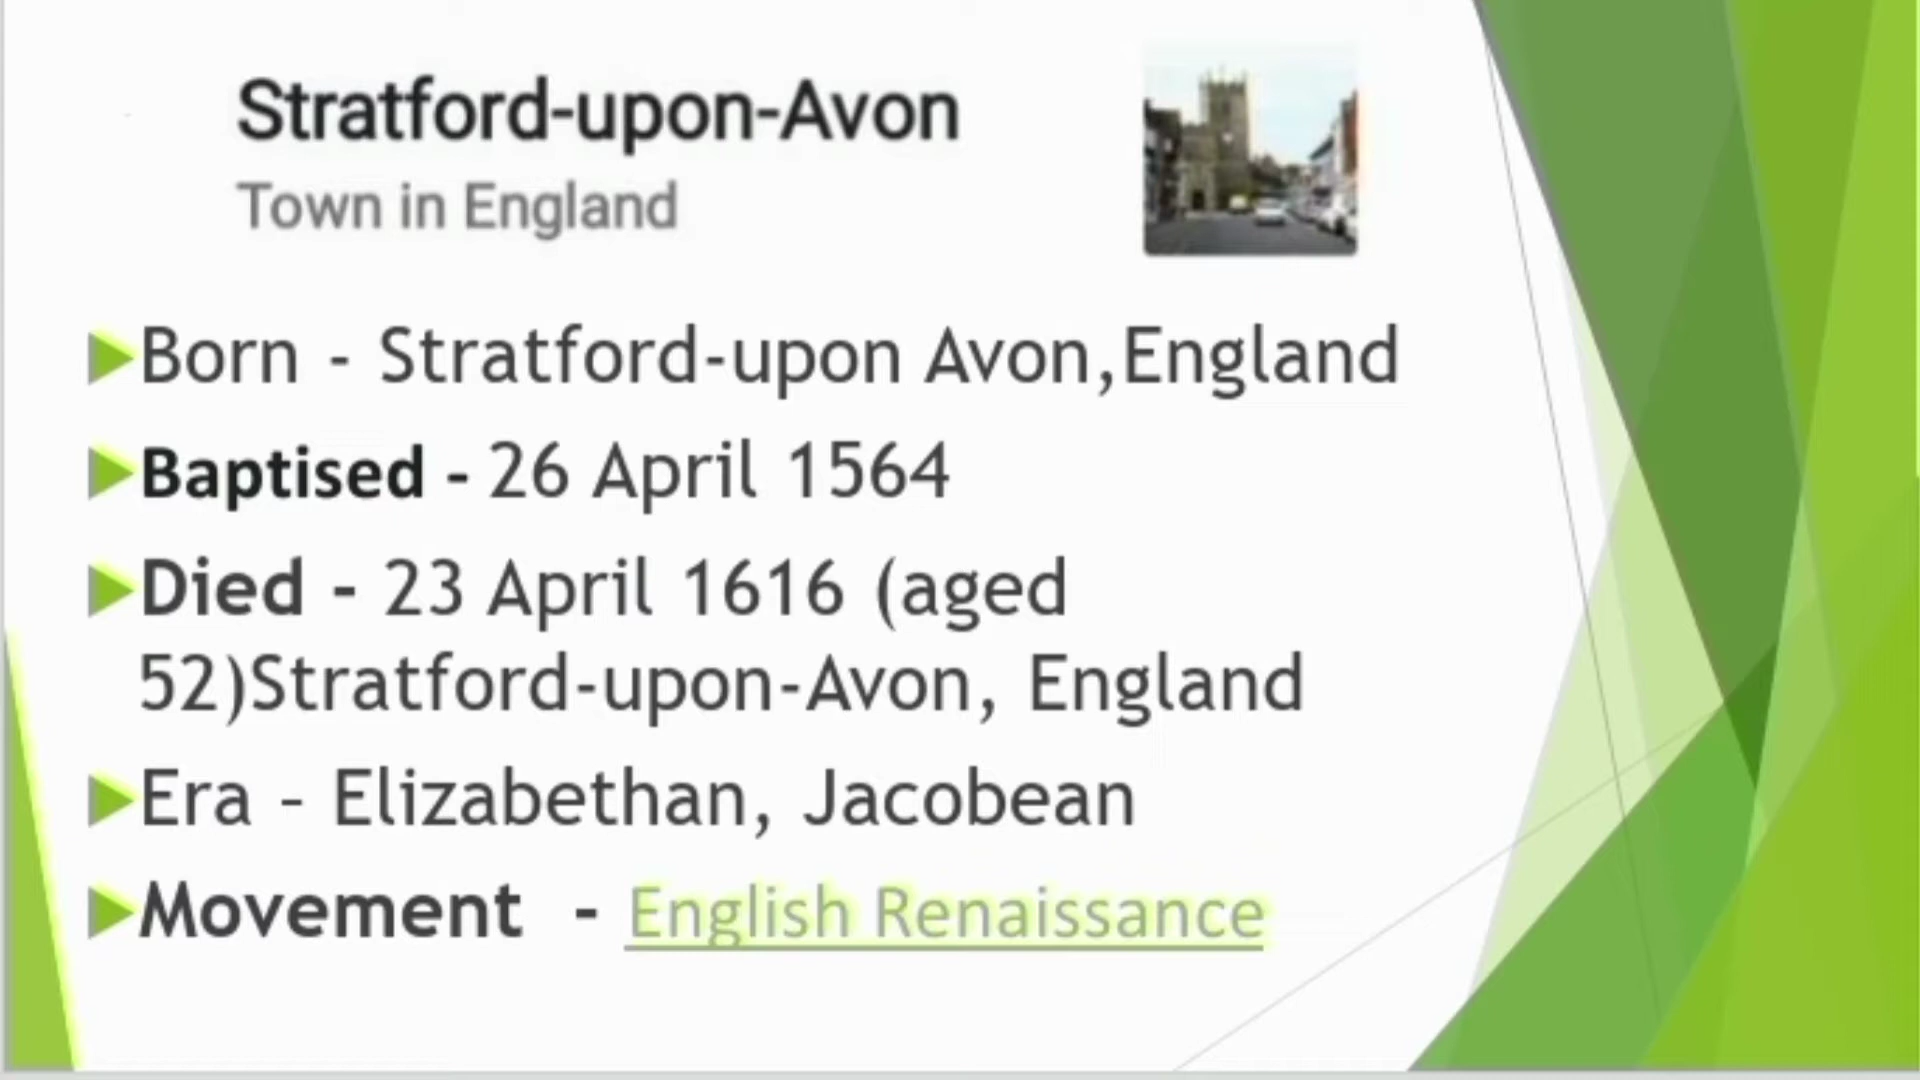 Stratford-upon-Avon
Town in England
Born - Stratford-upon Avon,England
Baptised - 26 April 1564
Died - 23 April 1616 (aged
52)Stratford-upon-Avon, England
Era - Elizabethan, Jacobean
Movement - English Renaissance